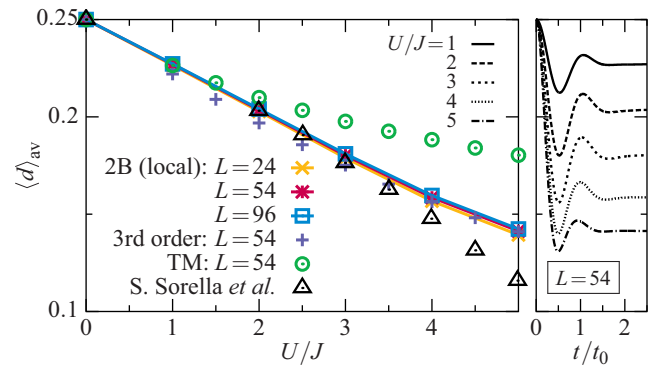 0.25
0.2
0.1
⟨d⟩av
U/J=1
2
3
4
5
2B (local): L=24
L=54
L=96
3rd order: L=54
TM: L=54
S. Sorella et al.
0 1 2 3 4 5
U/J
L=54
0 1 2
t/t0